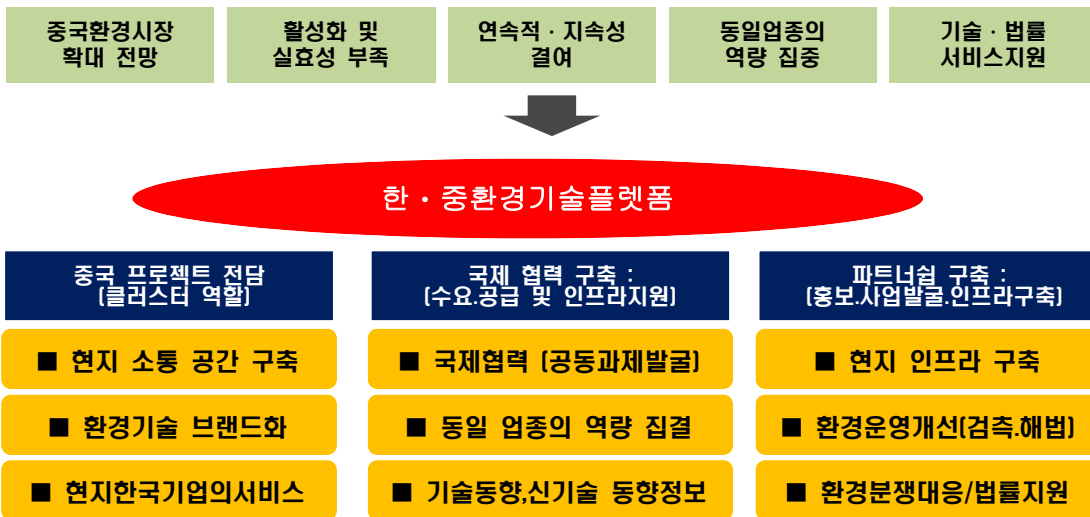 중국환경시장
확대 전망
활성화 및
실효성 부족
연속적·지속성
결여
동일업종의
역량 집중
기술·법률
서비스지원
한·중환경기술플렛폼
중국 프로젝트 전담
(클러스터 역할)
국제 협력 구축 :
(수요.공급 및 인프라지원)
파트너쉽 구축 :
(홍보.사업발굴.인프라구축)
■ 현지 소통 공간 구축
■ 국제협력 (공동과제발굴)
■ 현지 인프라 구축
■ 환경기술 브랜드화
■ 동일 업종의 역량 집결
■ 환경운영개선(검측.해법)
■ 현지한국기업의서비스
■ 기술동향,신기술 동향정보
■ 환경분쟁대응/법률지원